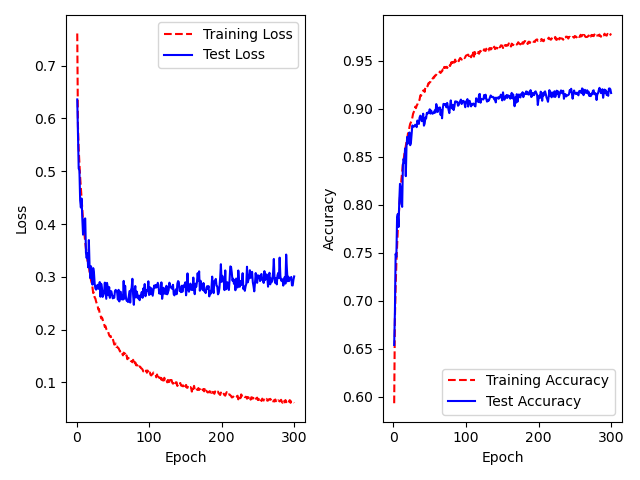 Training Loss
Test Loss
0.7
0.6
0.5
0.4
0.3
0.2
0.1
0
100
200
300
Loss
Epoch
0.95
0.90
0.85
0.80
0.75
0.70
0.65
0.60
0
100
200
300
Accuracy
Epoch
Training Accuracy
Test Accuracy